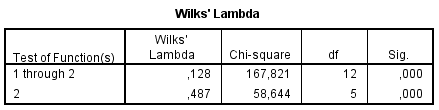 Wilks' Lambda
Test of Function(s) Wilks' Lambda Chi-square df Sig.
1 through 2 ,128 167,821 12 ,000
2 ,487 58,644 5 ,000